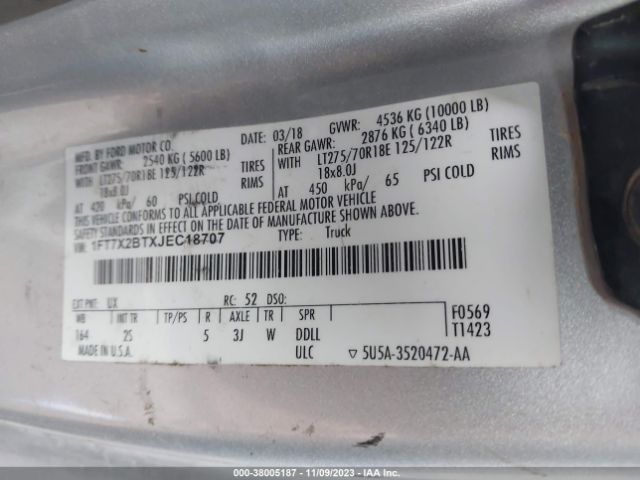 MFD. BY FORD MOTOR CO.
DATE: 03/18 GVWR: 4536 KG (10000 LB)
FRONT GAWR: 2540 KG ( 5600 LB) REAR GAWR: 2876 KG ( 6340 LB)
WITH LT275/70R18E 125/122R TIRES WITH LT275/70R18E 125/122R TIRES
18x8.0J RIMS 18x8.0J RIMS
AT 420 kPa/ 60 PSI COLD AT 450 kPa/ 65 PSI COLD
THIS VEHICLE CONFORMS TO ALL APPLICABLE FEDERAL MOTOR VEHICLE
SAFETY STANDARDS IN EFFECT ON THE DATE OF MANUFACTURE SHOWN ABOVE.
VIN: 1FT7X2BTXJEC18707 TYPE: Truck
EXT PNT: UX RC: 52 DSO:
WB INT TR TP/PS R AXLE TR SPR F0569
164 2S 5 3J W DDLL T1423
MADE IN U.S.A. ULC ▽ 5U5A-3520472-AA
000-38005187 - 11/09/2023 - IAA Inc.